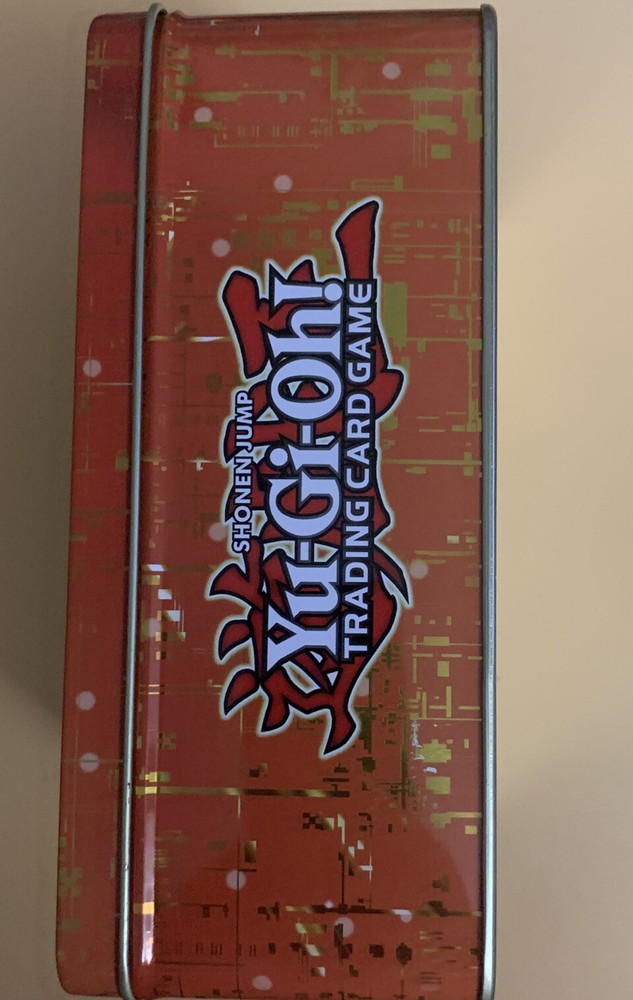 SHONEN JUMP
Yu-Gi-Oh!
TRADING CARD GAME